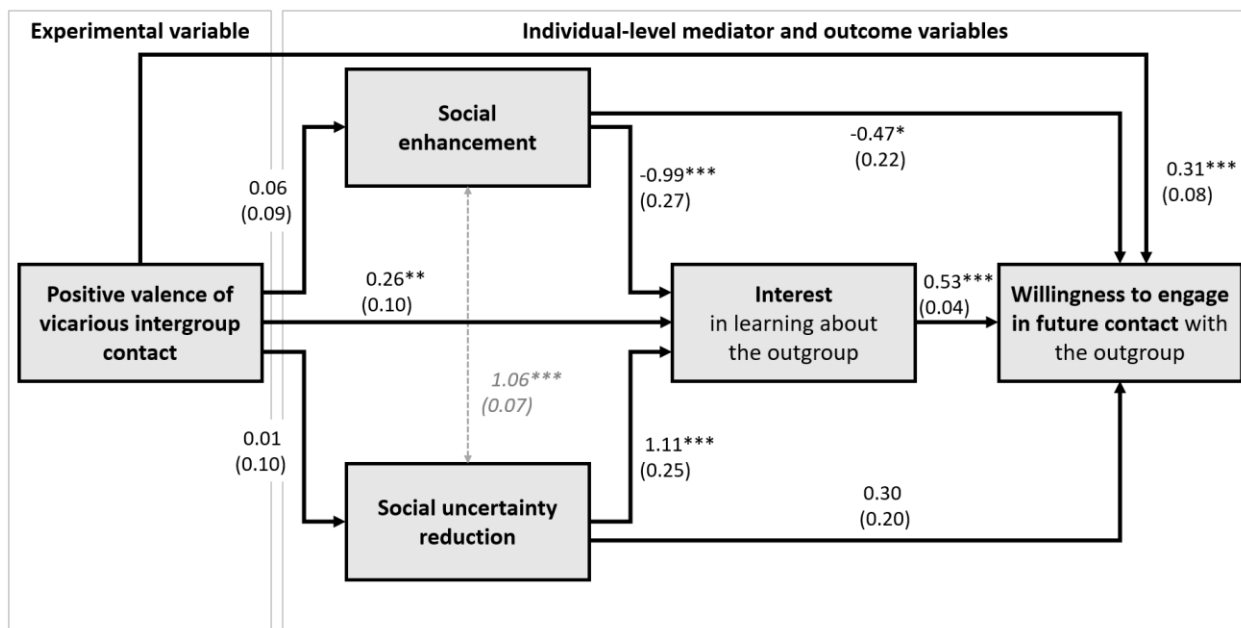 Experimental variable
Individual-level mediator and outcome variables
Social
enhancement
-0.47*
(0.22)
-0.99***
(0.27)
0.31***
(0.08)
0.06
(0.09)
Positive valence of
vicarious intergroup
contact
0.26**
(0.10)
Interest
in learning about
the outgroup
0.53***
(0.04)
Willingness to engage
in future contact with
the outgroup
1.06***
(0.07)
0.01
(0.10)
1.11***
(0.25)
Social uncertainty
reduction
0.30
(0.20)